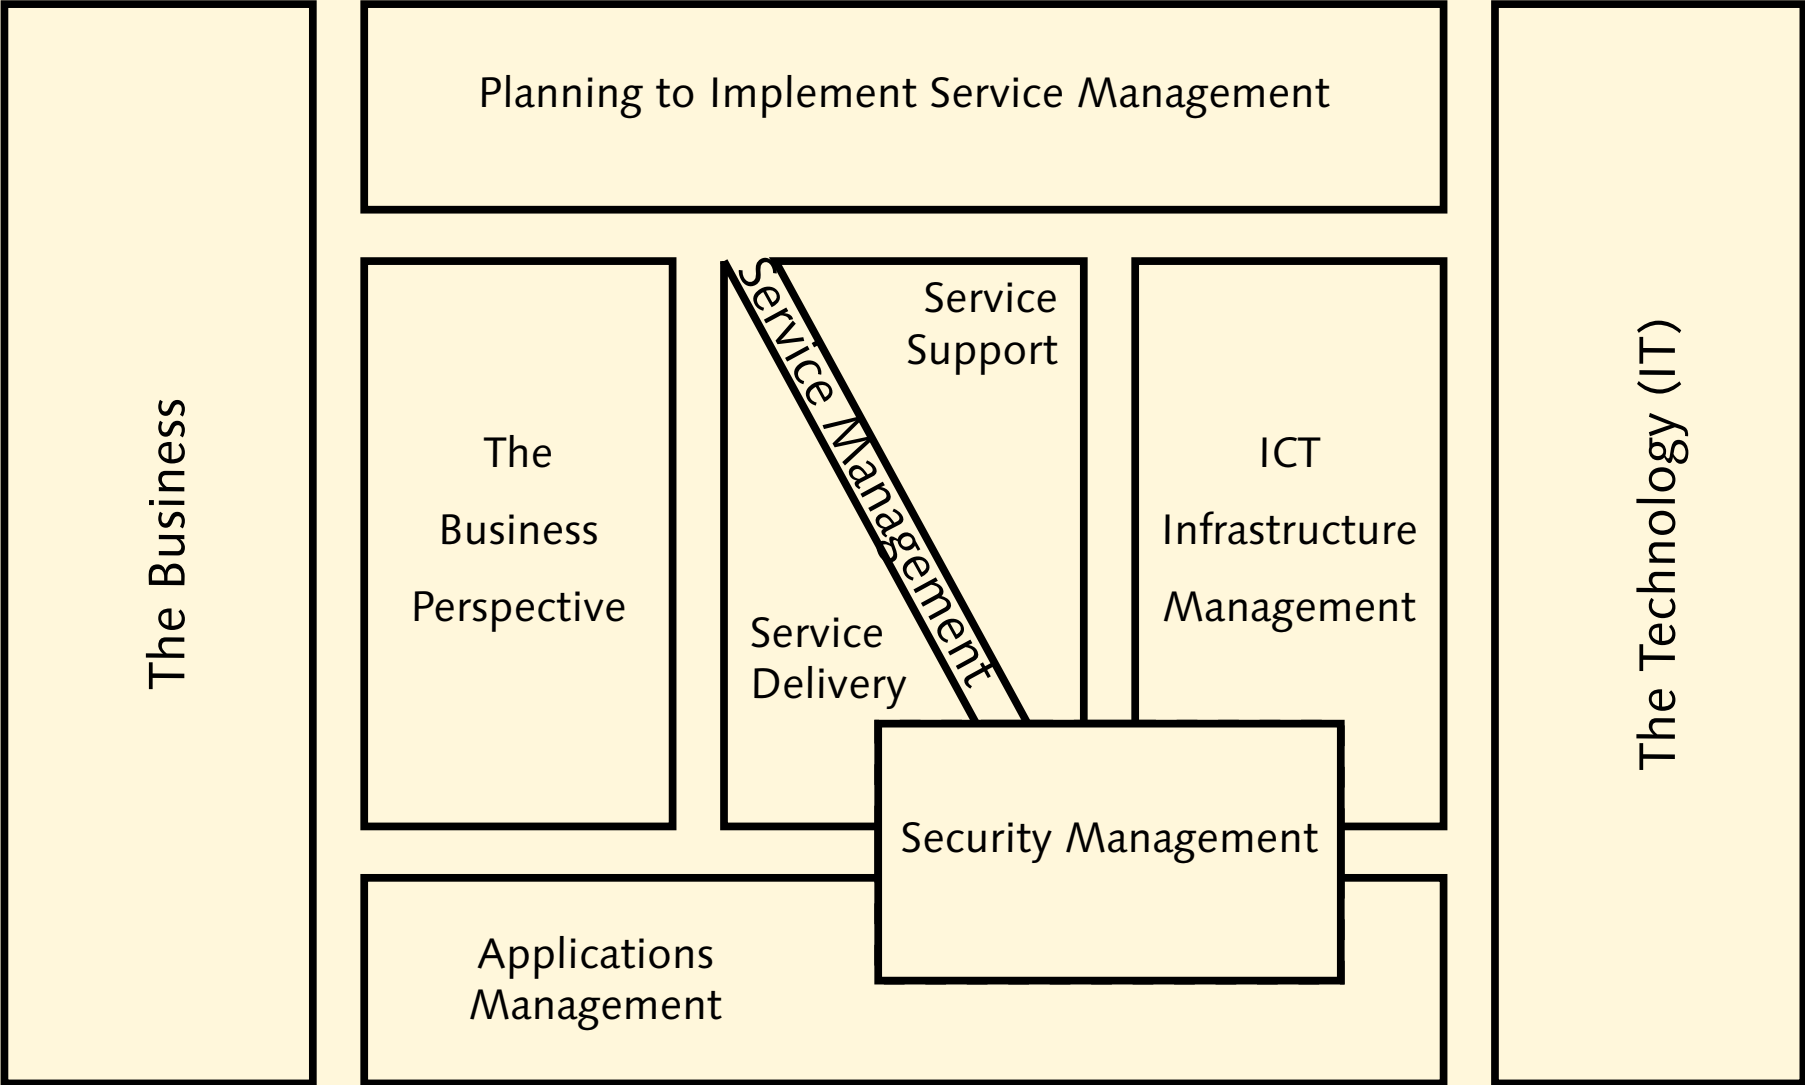 The Business
Planning to Implement Service Management
The
Business
Perspective
Service Management
Service
Support
Service
Delivery
ICT
Infrastructure
Management
Security Management
Applications
Management
The Technology (IT)